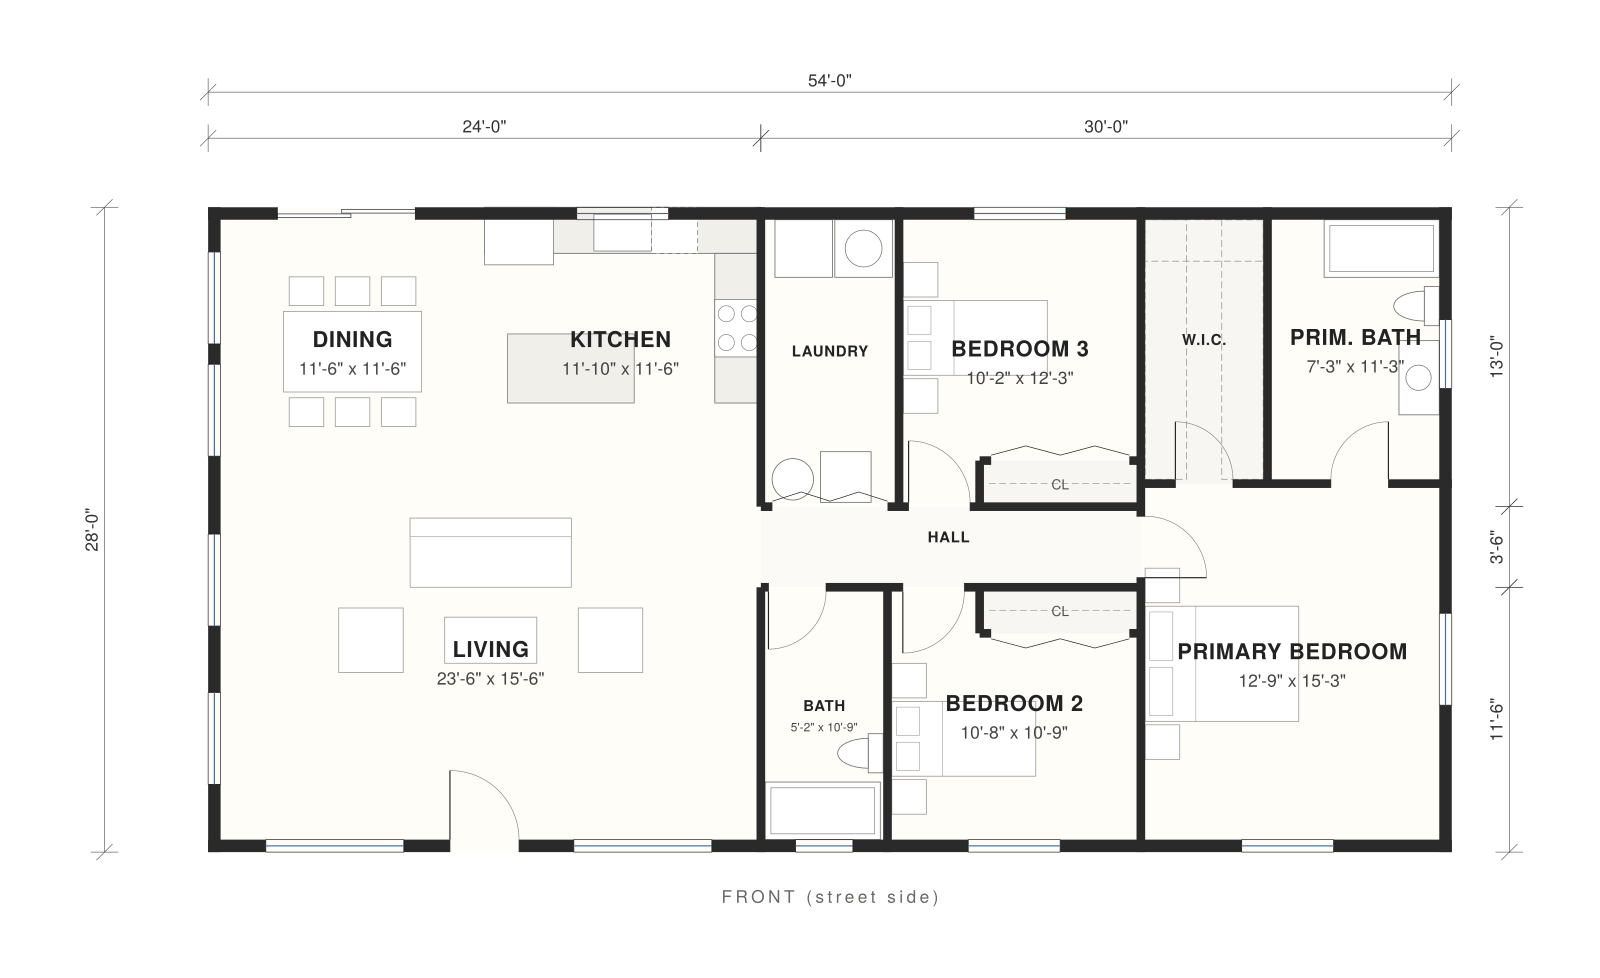 54'-0"
24'-0"
30'-0"
DINING
11'-6" x 11'-6"
KITCHEN
11'-10" x 11'-6"
LAUNDRY
BEDROOM 3
10'-2" x 12'-3"
W.I.C.
PRIM. BATH
7'-3" x 11'-3"
13'-0"
CL
28'-0"
HALL
3'-6"
CL
LIVING
23'-6" x 15'-6"
BATH
5'-2" x 10'-9"
BEDROOM 2
10'-8" x 10'-9"
PRIMARY BEDROOM
12'-9" x 15'-3"
11'-6"
FRONT (street side)